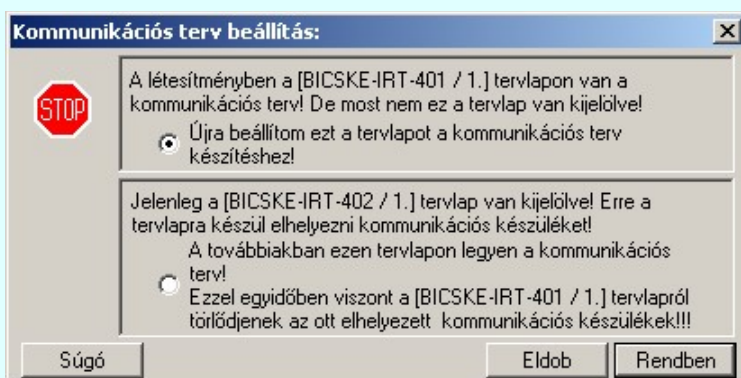 Kommunikációs terv beállítás:
STOP
A létesítményben a [BICSKE-IRT-401 / 1.] tervlapon van a
kommunikációs terv! De most nem ez a tervlap van kijelölve!
Újra beállítom ezt a tervlapot a kommunikációs terv
készítéshez!
Jelenleg a [BICSKE-IRT-402 / 1.] tervlap van kijelölve! Erre a
tervlapra készül elhelyezni kommunikációs készüléket!
A továbbiakban ezen tervlapon legyen a kommunikációs
terv!
Ezzel egyidőben viszont a [BICSKE-IRT-401 / 1.] tervlapról
törlődjenek az ott elhelyezett kommunikációs készülékek!!!
Súgó
Eldob
Rendben